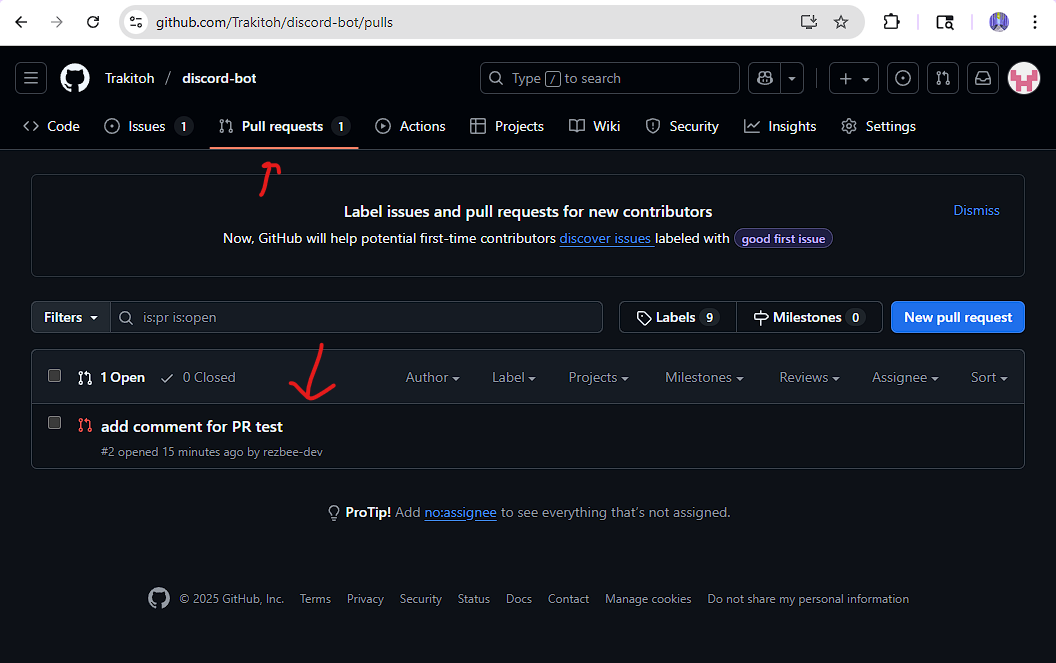 github.com/Trakitoh/discord-bot/pulls
Trakitoh / discord-bot
Type / to search
Code Issues 1 Pull requests 1 Actions Projects Wiki Security Insights Settings
Label issues and pull requests for new contributors
Dismiss
Now, GitHub will help potential first-time contributors discover issues labeled with good first issue
Filters is:pr is:open Labels 9 Milestones 0 New pull request
1 Open 0 Closed Author Label Projects Milestones Reviews Assignee Sort
add comment for PR test
#2 opened 15 minutes ago by rezbee-dev
ProTip! Add no:assignee to see everything that's not assigned.
© 2025 GitHub, Inc. Terms Privacy Security Status Docs Contact Manage cookies Do not share my personal information